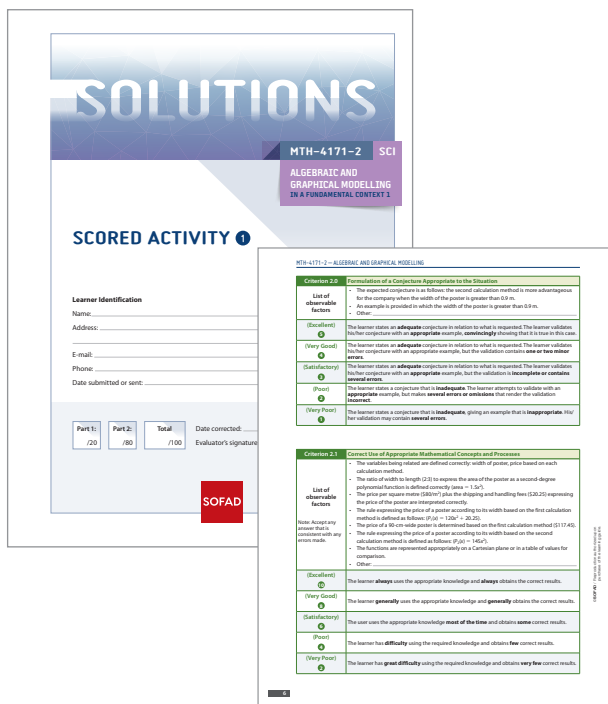 SOLUTIONS
MTH-4171-2 SCI
ALGEBRAIC AND
GRAPHICAL MODELLING
IN A FUNDAMENTAL CONTEXT 1
SCORED ACTIVITY 1
Learner Identification
Name:
Address:
E-mail:
Phone:
Date submitted or sent:
Part 1: Part 2: Total Date corrected:
/20 /80 /100 Evaluator's signature
SOFAD
MTH-4171-2 — ALGEBRAIC AND GRAPHICAL MODELLING
Criterion 2.0 Formulation of a Conjecture Appropriate to the Situation
List of
observable
factors
• The expected conjecture is as follows: the second calculation method is more advantageous
for the company when the width of the poster is greater than 0.9 m.
• An example is provided in which the width of the poster is greater than 0.9 m.
• Other:
(Excellent)
5
The learner states an adequate conjecture in relation to what is requested. The learner validates
his/her conjecture with an appropriate example, convincingly showing that it is true in this case.
(Very Good)
4
The learner states an adequate conjecture in relation to what is requested. The learner validates
his/her conjecture with an appropriate example, but the validation contains one or two minor
errors.
(Satisfactory)
3
The learner states an adequate conjecture in relation to what is requested. The learner validates
his/her conjecture with an appropriate example, but the validation is incomplete or contains
several errors.
(Poor)
2
The learner states a conjecture that is inadequate. The learner attempts to validate with an
appropriate example, but makes several errors or omissions that render the validation
incorrect.
(Very Poor)
1
The learner states a conjecture that is inadequate, giving an example that is inappropriate. His/
her validation may contain several errors.
Criterion 2.1 Correct Use of Appropriate Mathematical Concepts and Processes
List of
observable
factors
Note: Accept any
answer that is
consistent with any
errors made.
• The variables being related are defined correctly: width of poster, price based on each
calculation method.
• The ratio of width to length (2:3) to express the area of the poster as a second-degree
polynomial function is defined correctly (area = 1.5x²).
• The price per square metre ($80/m²) plus the shipping and handling fees ($20.25) expressing
the price of the poster are interpreted correctly.
• The rule expressing the price of a poster according to its width based on the first calculation
method is defined as follows: (P₁(x) = 120x² + 20.25).
• The price of a 90-cm-wide poster is determined based on the first calculation method ($117.45).
• The rule expressing the price of a poster according to its width based on the second
calculation method is defined as follows: (P₂(x) = 145x²).
• The functions are represented appropriately on a Cartesian plane or in a table of values for
comparison.
• Other:
(Excellent)
10
The learner always uses the appropriate knowledge and always obtains the correct results.
(Very Good)
8
The learner generally uses the appropriate knowledge and generally obtains the correct results.
(Satisfactory)
6
The user uses the appropriate knowledge most of the time and obtains some correct results.
(Poor)
4
The learner has difficulty using the required knowledge and obtains few correct results.
(Very Poor)
2
The learner has great difficulty using the required knowledge and obtains very few correct results.
6